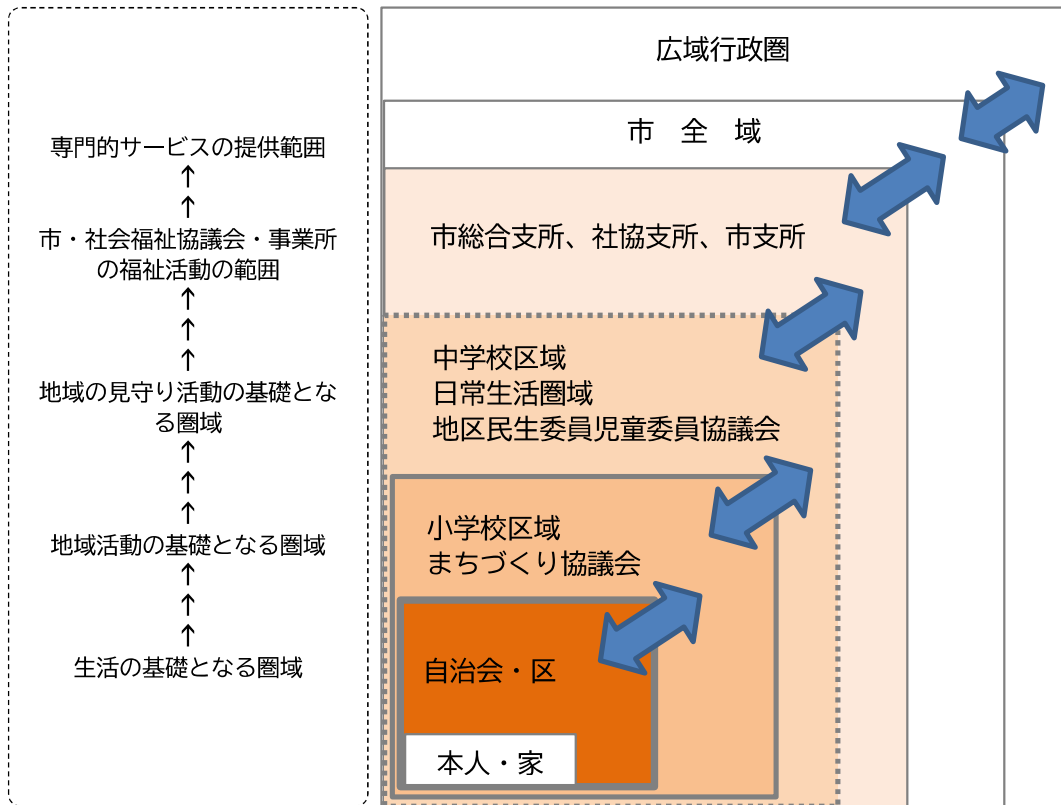 専門的サービスの提供範囲
↑
↑
市・社会福祉協議会・事業所
の福祉活動の範囲
↑
↑
↑
地域の見守り活動の基礎とな
る圏域
↑
↑
↑
地域活動の基礎となる圏域
↑
↑
↑
生活の基礎となる圏域
広域行政圏
市　全　域
市総合支所、社協支所、市支所
中学校区域
日常生活圏域
地区民生委員児童委員協議会
小学校区域
まちづくり協議会
自治会・区
本人・家